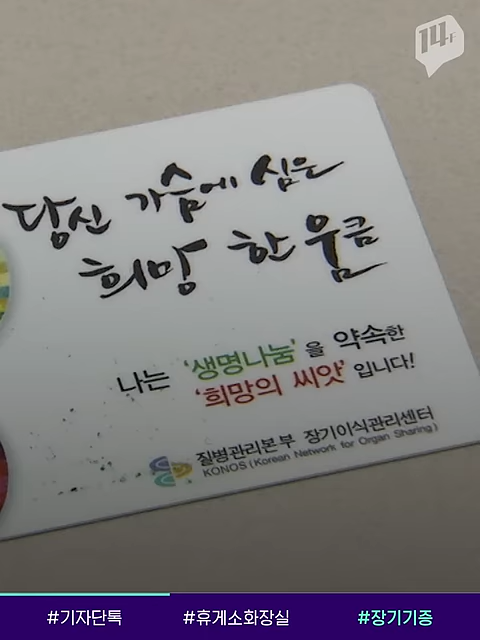 14F
당신 가슴에 심은
희망 한 움큼
나는 '생명나눔'을 약속한
'희망의 씨앗' 입니다!
질병관리본부 장기이식관리센터
KONOS (Korean Network for Organ Sharing)
#기자단톡 #휴게소화장실 #장기기증